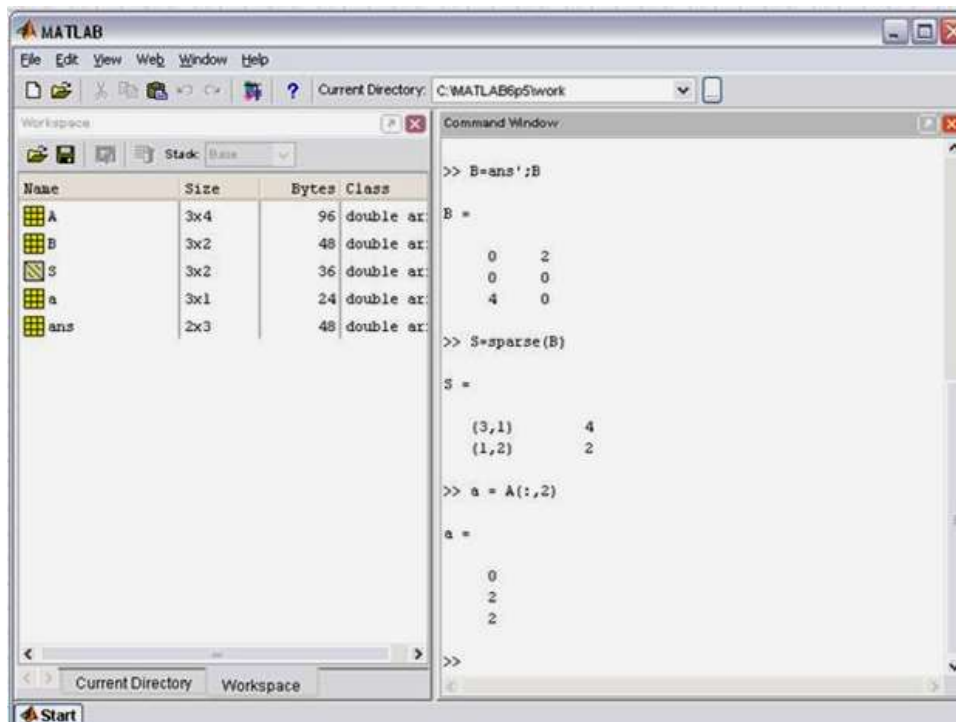 MATLAB
File Edit View Web Window Help
Current Directory: C:\MATLAB6p5\work
Workspace
Stack: Base
Name Size Bytes Class
A 3x4 96 double ar
B 3x2 48 double ar
S 3x2 36 double ar
a 3x1 24 double ar
ans 2x3 48 double ar
Current Directory Workspace
Command Window
>> B=ans';B
B =
0 2
0 0
4 0
>> S=sparse(B)
S =
(3,1) 4
(1,2) 2
>> a = A(:,2)
a =
0
2
2
>>
Start